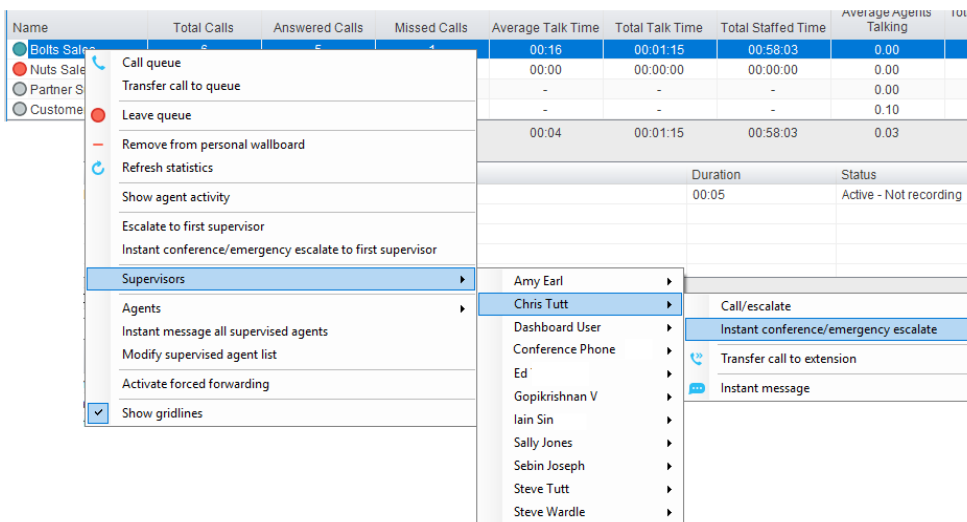 Average Agents
Name Total Calls Answered Calls Missed Calls Average Talk Time Total Talk Time Total Staffed Time Talking
Bolts Sales 6 5 1 00:16 00:01:15 00:58:03 0.00
Nuts Sale 00:00 00:00:00 00:00:00 0.00
Partner S - - - 0.00
Custome - - - 0.10
00:04 00:01:15 00:58:03 0.03
Call queue
Transfer call to queue
Leave queue
Remove from personal wallboard
Refresh statistics
Duration Status
00:05 Active - Not recording
Show agent activity
Escalate to first supervisor
Instant conference/emergency escalate to first supervisor
Supervisors
Agents
Instant message all supervised agents
Modify supervised agent list
Activate forced forwarding
Show gridlines
Amy Earl
Chris Tutt
Dashboard User
Conference Phone
Ed
Gopikrishnan V
Iain Sin
Sally Jones
Sebin Joseph
Steve Tutt
Steve Wardle
Call/escalate
Instant conference/emergency escalate
Transfer call to extension
Instant message